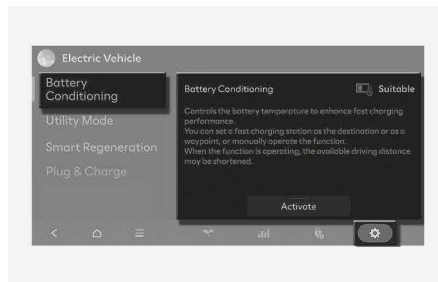 Electric Vehicle
Battery
Conditioning
Utility Mode
Smart Regeneration
Plug & Charge
Battery Conditioning
Suitable
Controls the battery temperature to enhance fast charging
performance.
You can set a fast charging station as the destination or as a
waypoint, or manually operate the function.
When the function is operating, the available driving distance
may be shortened.
Activate